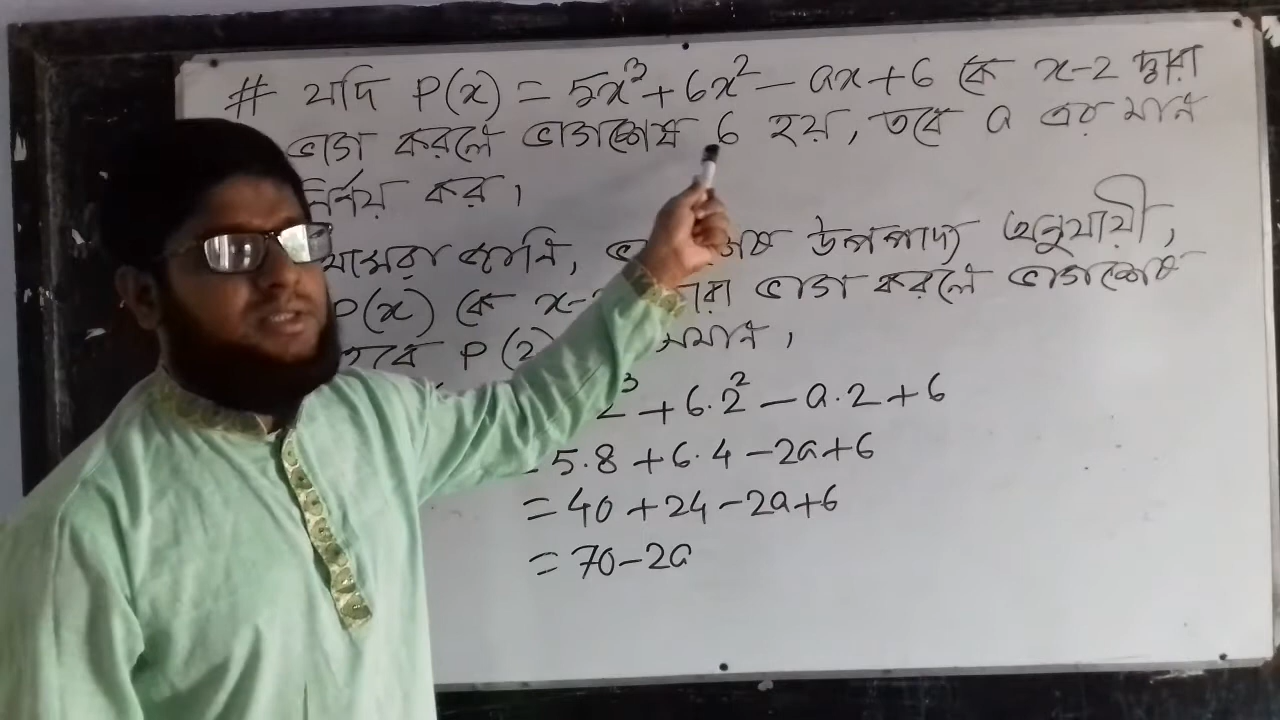 # যদি P(x) = 5x³+6x²-ax+6 কে x-2 দ্বারা
ভাগ করলে ভাগশেষ 6 হয়, তবে a এর মান
নির্ণয় কর।
আমরা জানি, উপপাদ্য অনুযায়ী,
P(x) কে ভাগ করলে ভাগশেষ
P(2) সমান,
2³+6.2²-a.2+6
=5.8+6.4-2a+6
=40+24-2a+6
=70-2a